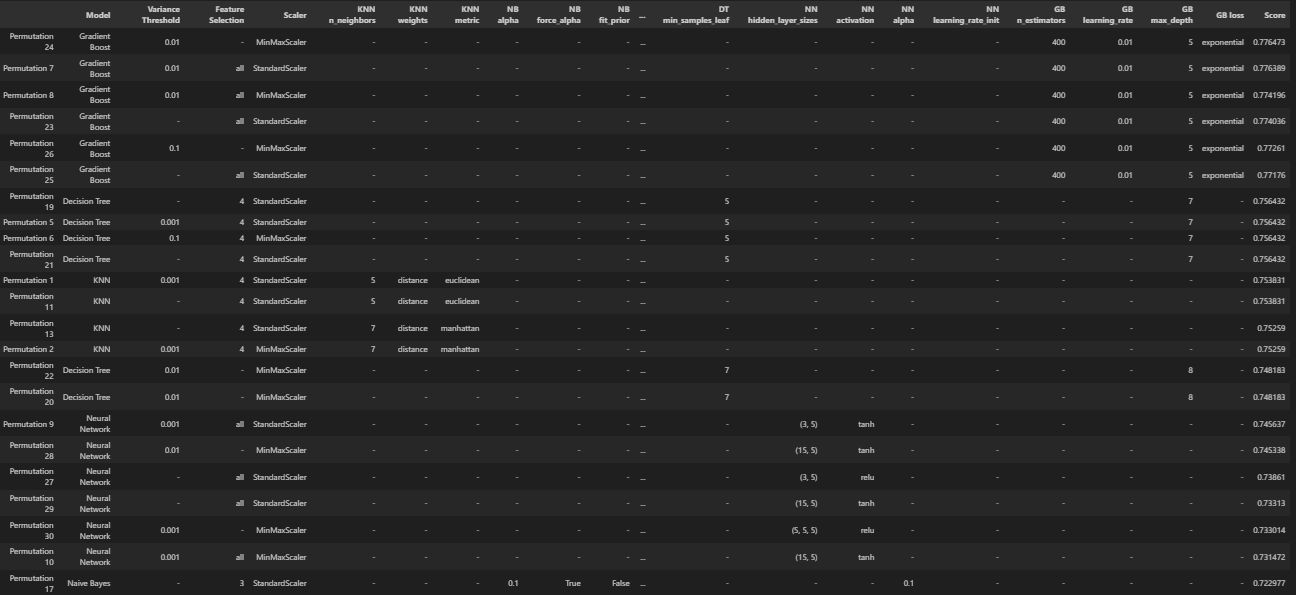 Model Variance Threshold Feature Selection Scaler KNN n_neighbors KNN weights KNN metric NB alpha NB force_alpha NB fit_prior ... DT min_samples_leaf NN hidden_layer_sizes NN activation NN alpha NN learning_rate_init GB n_estimators GB learning_rate GB max_depth GB loss Score
Permutation 24 Gradient Boost 0.01 - MinMaxScaler - - - - - - ... - - - - - 400 0.01 5 exponential 0.776473
Permutation 7 Gradient Boost 0.01 all StandardScaler - - - - - - ... - - - - - 400 0.01 5 exponential 0.776389
Permutation 8 Gradient Boost 0.01 all MinMaxScaler - - - - - - ... - - - - - 400 0.01 5 exponential 0.774196
Permutation 23 Gradient Boost - all StandardScaler - - - - - - ... - - - - - 400 0.01 5 exponential 0.774036
Permutation 26 Gradient Boost 0.1 - MinMaxScaler - - - - - - ... - - - - - 400 0.01 5 exponential 0.77261
Permutation 25 Gradient Boost - all StandardScaler - - - - - - ... - - - - - 400 0.01 5 exponential 0.77176
Permutation 19 Decision Tree - 4 StandardScaler - - - - - - ... 5 - - - - - - 7 - 0.756432
Permutation 5 Decision Tree 0.001 4 StandardScaler - - - - - - ... 5 - - - - - - 7 - 0.756432
Permutation 6 Decision Tree 0.1 4 MinMaxScaler - - - - - - ... 5 - - - - - - 7 - 0.756432
Permutation 21 Decision Tree - 4 StandardScaler - - - - - - ... 5 - - - - - - 7 - 0.756432
Permutation 1 KNN 0.001 4 StandardScaler 5 distance euclidean - - - ... - - - - - - - - - 0.753831
Permutation 11 KNN - 4 StandardScaler 5 distance euclidean - - - ... - - - - - - - - - 0.753831
Permutation 13 KNN - 4 StandardScaler 7 distance manhattan - - - ... - - - - - - - - - 0.75259
Permutation 2 KNN 0.001 4 MinMaxScaler 7 distance manhattan - - - ... - - - - - - - - - 0.75259
Permutation 22 Decision Tree 0.01 - MinMaxScaler - - - - - - ... 7 - - - - - - 8 - 0.748183
Permutation 20 Decision Tree 0.01 - MinMaxScaler - - - - - - ... 7 - - - - - - 8 - 0.748183
Permutation 9 Neural Network 0.001 all StandardScaler - - - - - - ... - (3, 5) tanh - - - - - - 0.745637
Permutation 28 Neural Network 0.01 - MinMaxScaler - - - - - - ... - (15, 5) tanh - - - - - - 0.745338
Permutation 27 Neural Network - all StandardScaler - - - - - - ... - (3, 5) relu - - - - - - 0.73861
Permutation 29 Neural Network - all StandardScaler - - - - - - ... - (15, 5) tanh - - - - - - 0.73313
Permutation 30 Neural Network 0.001 - MinMaxScaler - - - - - - ... - (5, 5, 5) relu - - - - - - 0.733014
Permutation 10 Neural Network 0.001 all MinMaxScaler - - - - - - ... - (15, 5) tanh - - - - - - 0.731472
Permutation 17 Naive Bayes - 3 StandardScaler - - - 0.1 True False ... - - - 0.1 - - - - - 0.722977